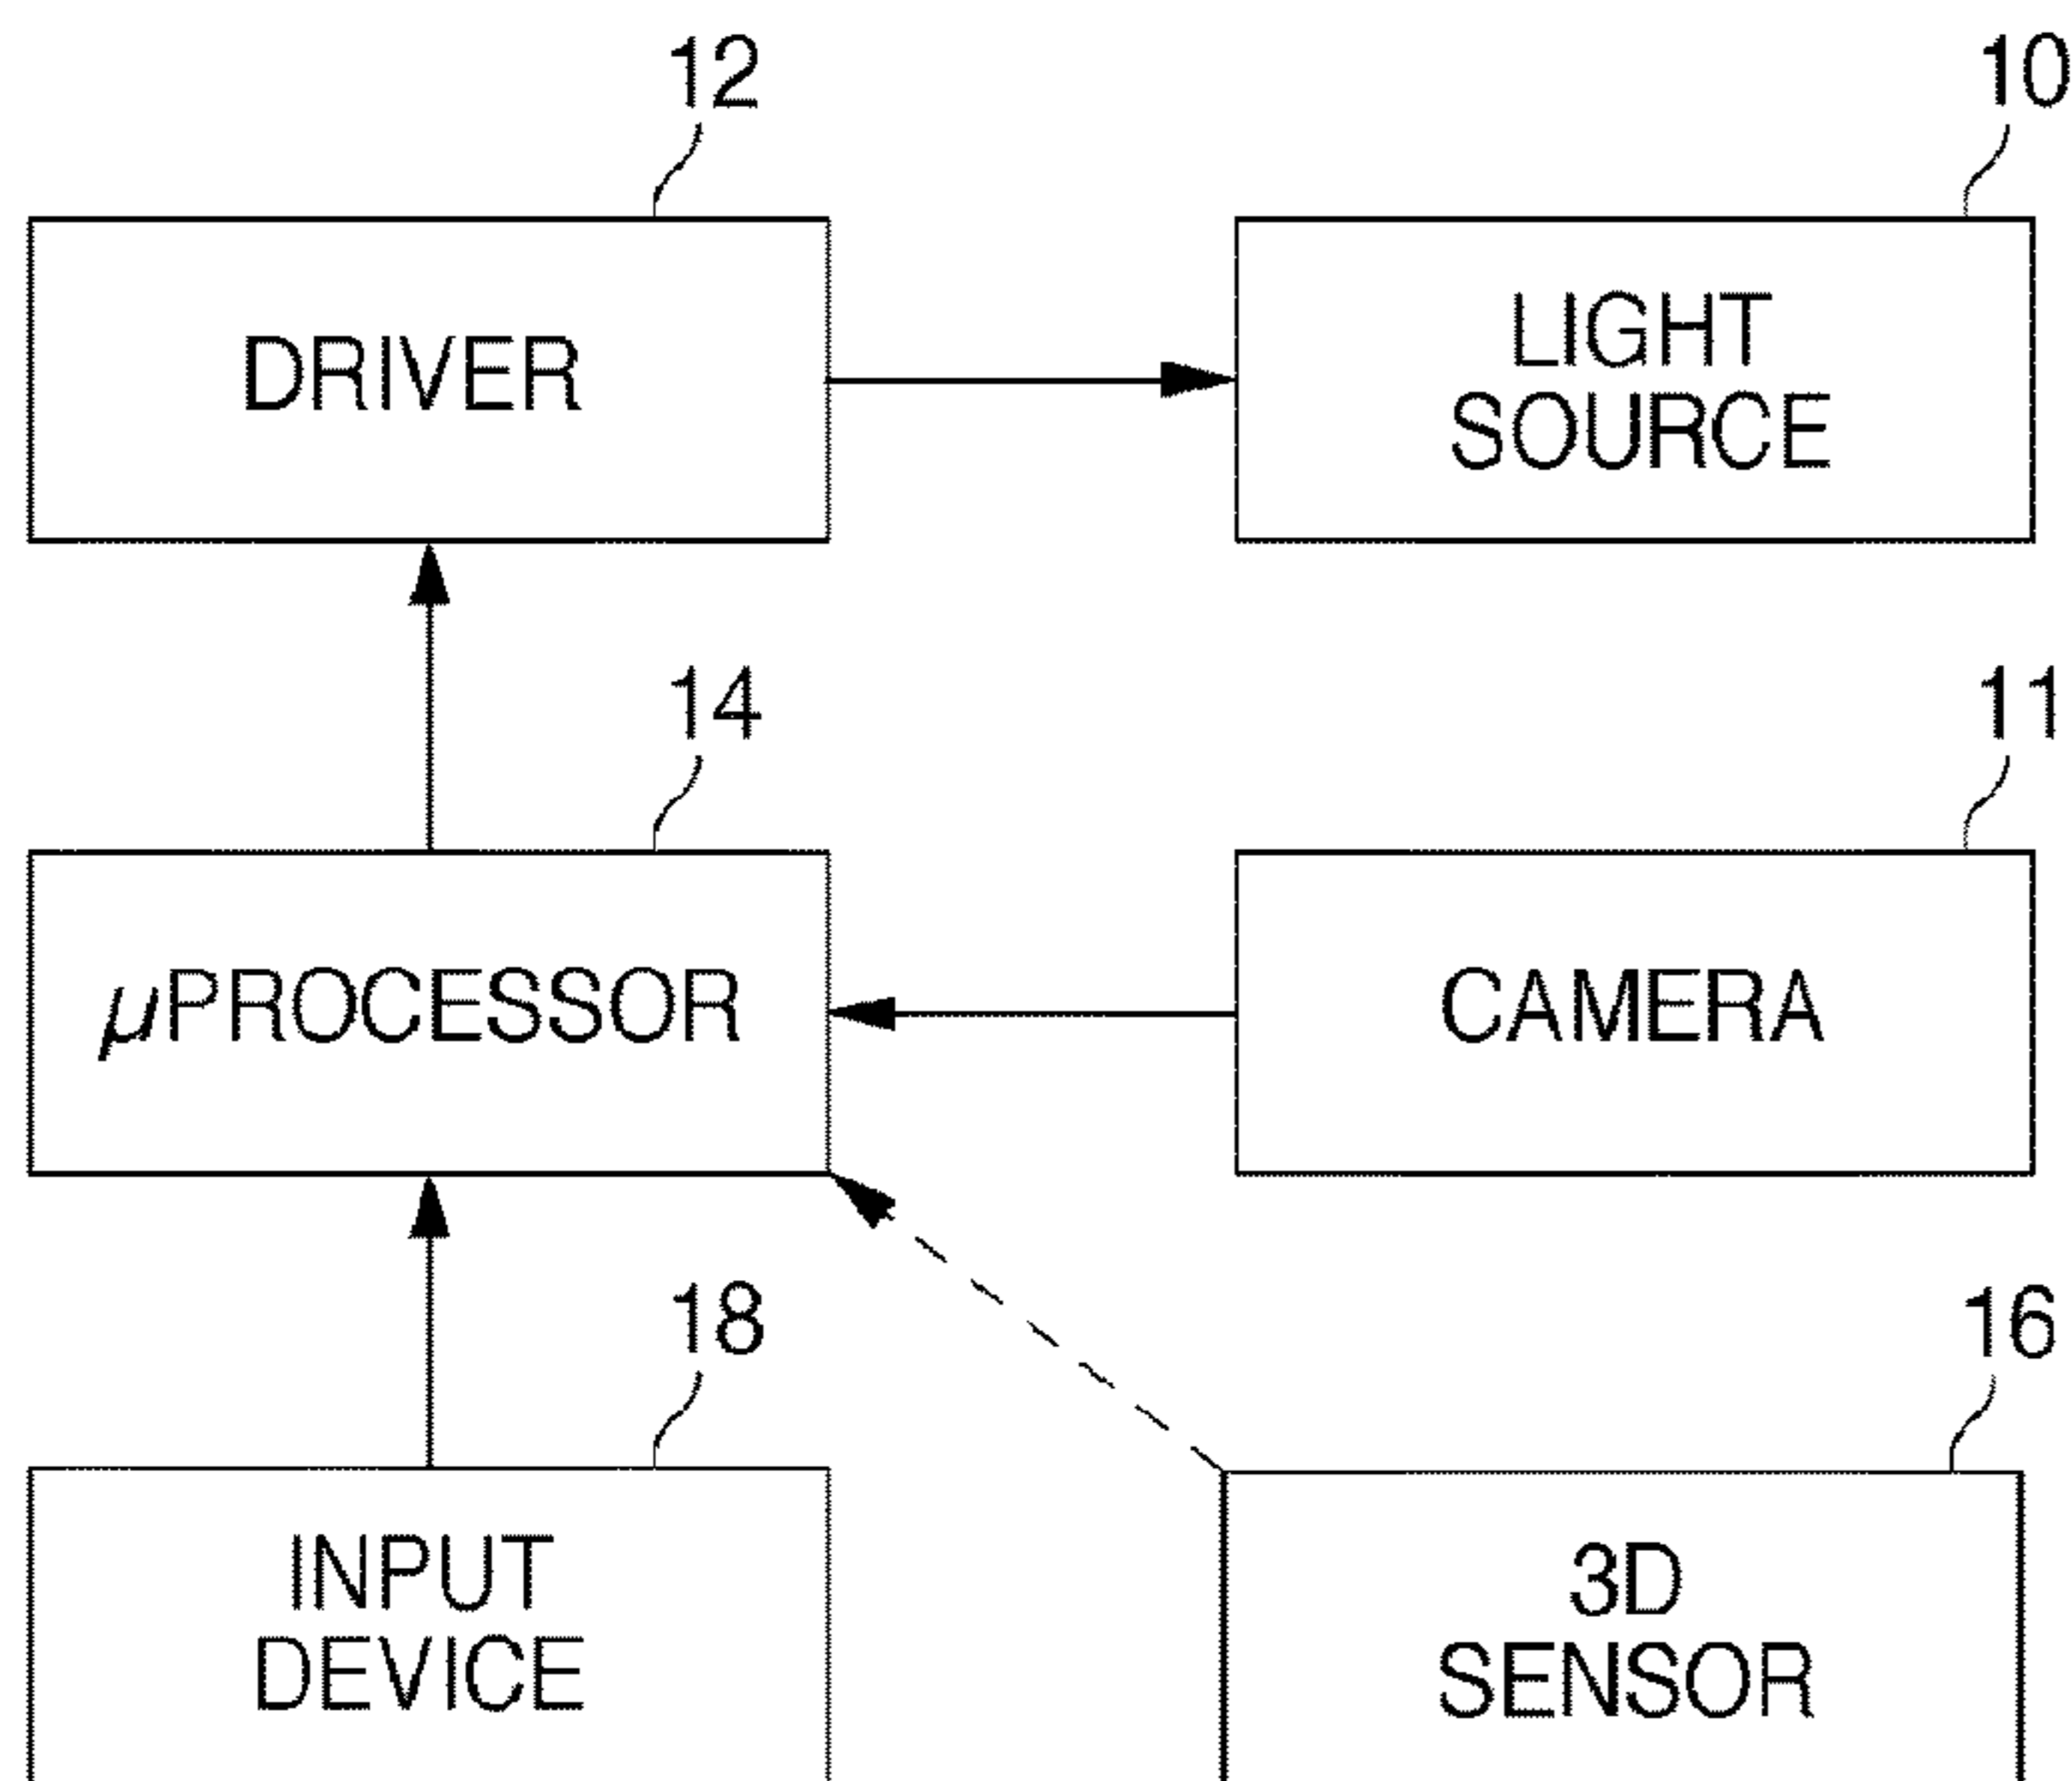 12
10
DRIVER
LIGHT
SOURCE
14
11
μPROCESSOR
CAMERA
18
16
INPUT
DEVICE
3D
SENSOR